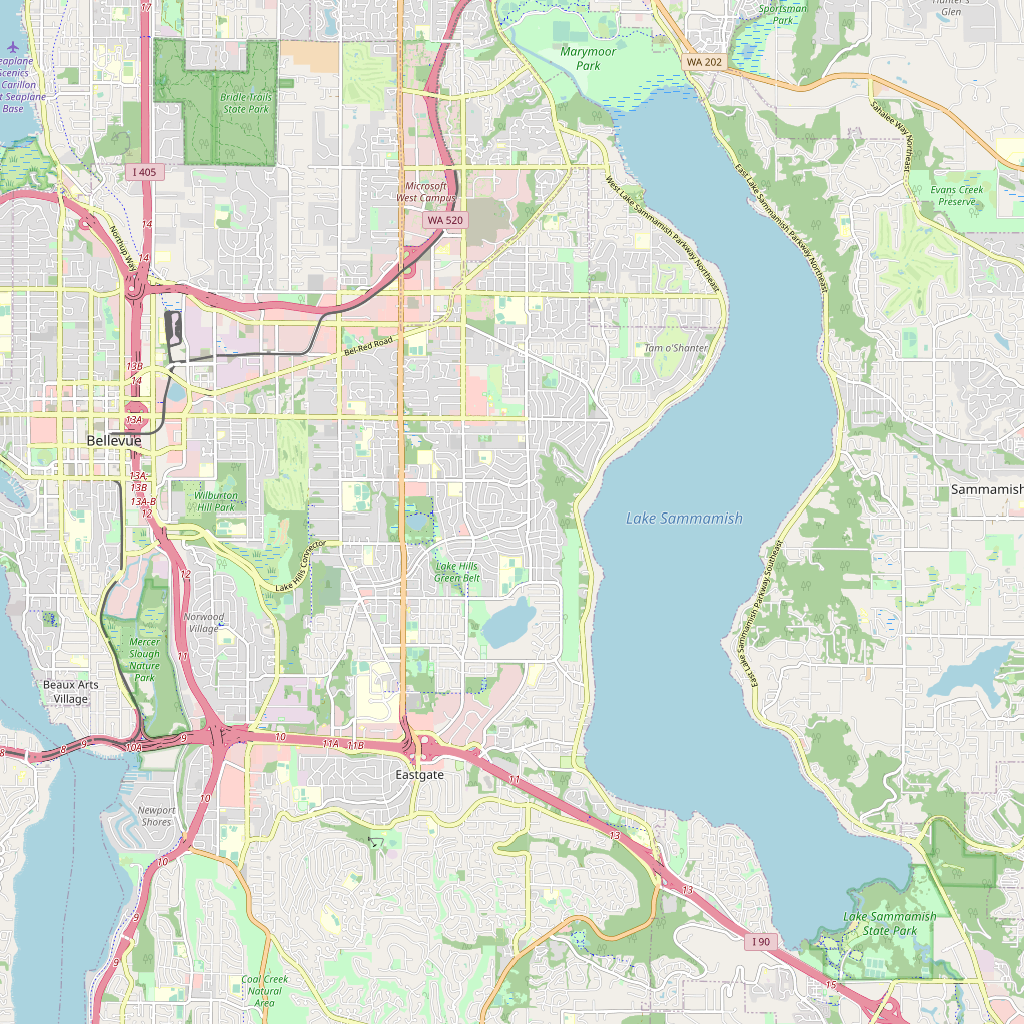 17
Sportsman
Park
Hunter's
Glen
Marymoor
Park
WA 202
Seaplane
Scenics
Carillon
Seaplane
Base
Bridle Trails
State Park
Sahalee Way Northeast
I 405
Microsoft
West Campus
West Lake Sammamish Parkway Northeast
East Lake Sammamish Parkway Northeast
Evans Creek
Preserve
WA 520
14
Northup Way
14
Bel-Red Road
Tam o'Shanter
13B
14
13A
Bellevue
13A;
13B
13A-B
12
Wilburton
Hill Park
Sammamish
Lake Sammamish
Lake Hills Connector
12
Lake Hills
Green Belt
East Lake Sammamish Parkway Southeast
Norwood
Village
11
Mercer
Slough
Nature
Park
Beaux Arts
Village
8
8
9
10A
9
10
11A
11B
Eastgate
11
10
Newport
Shores
13
10
13
9
Lake Sammamish
State Park
I 90
9
Coal Creek
Natural
Area
15